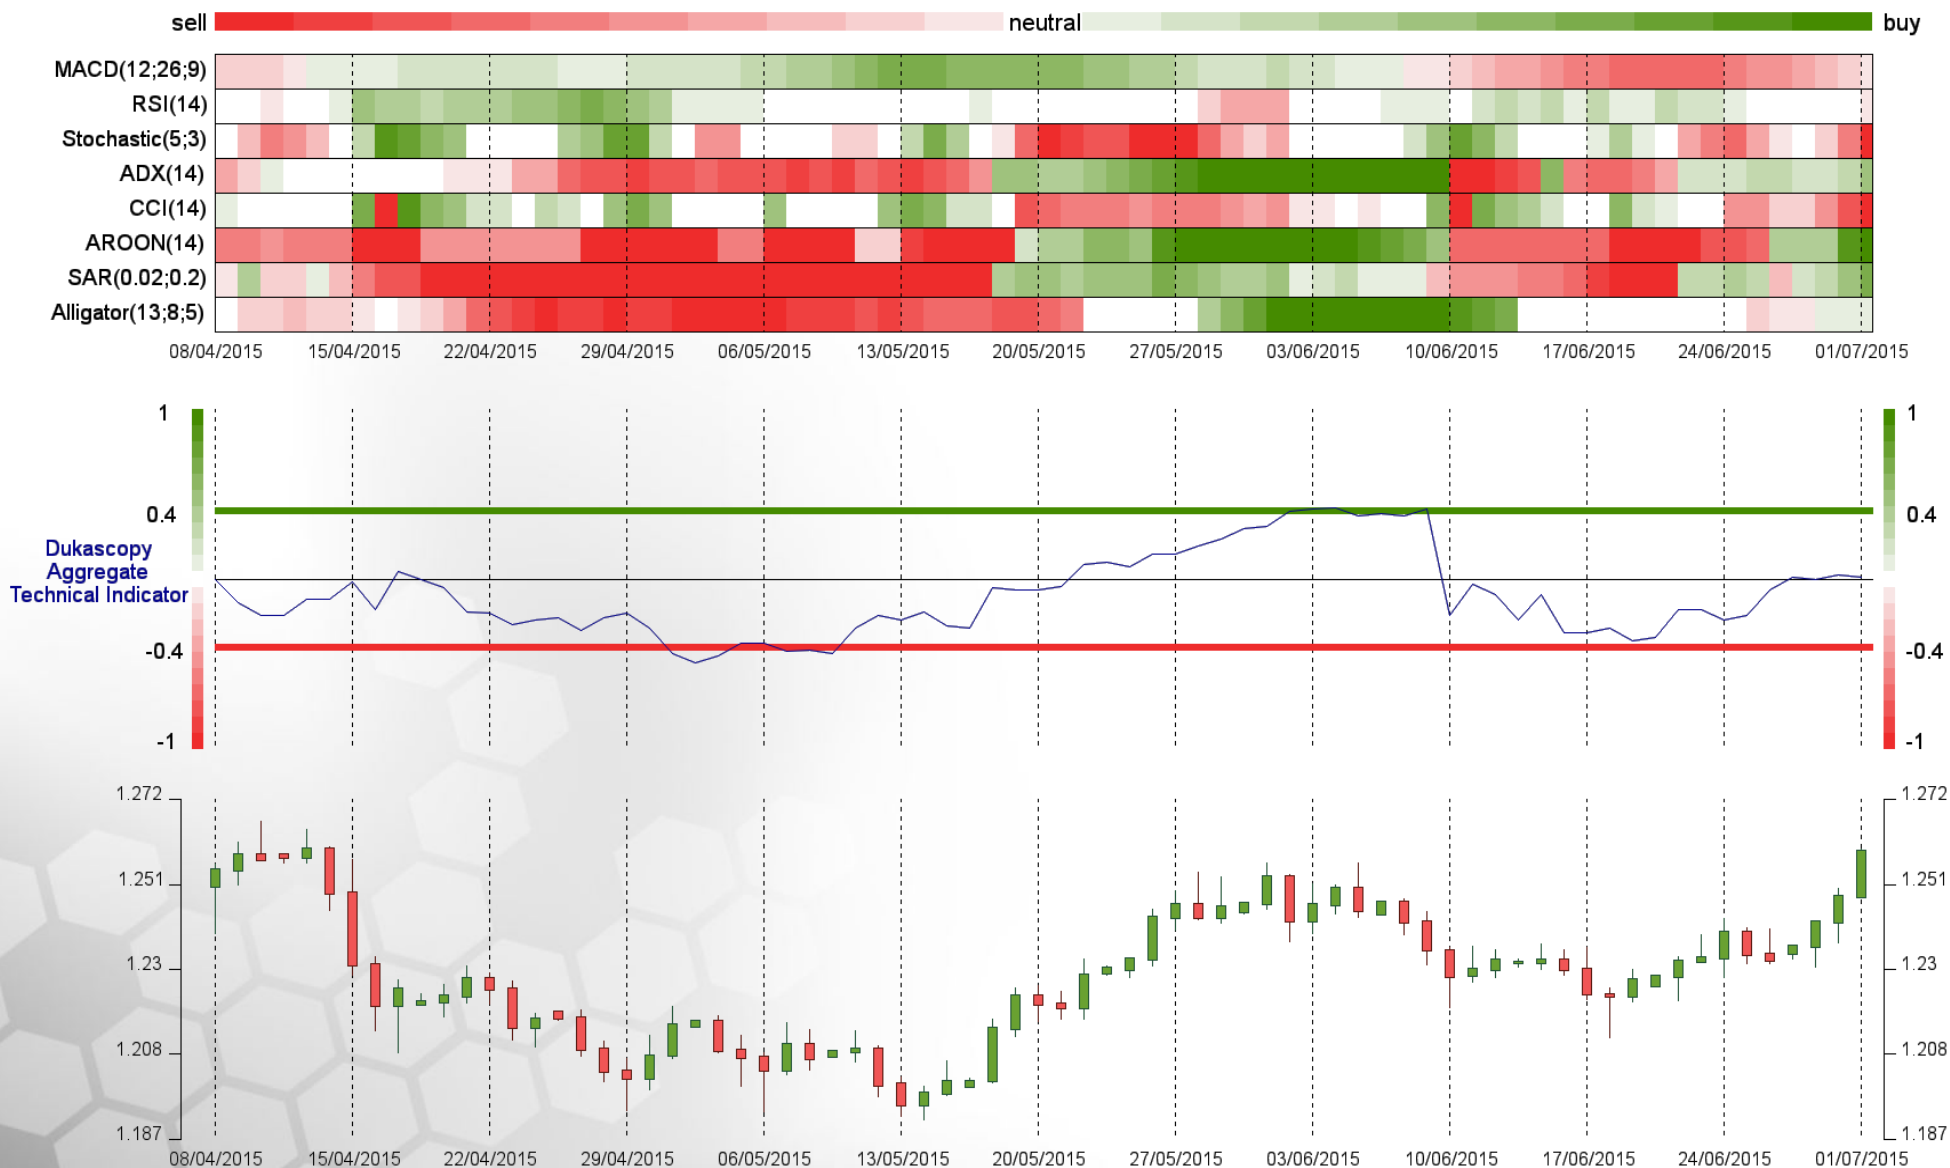 sell neutral buy
MACD(12;26;9)
RSI(14)
Stochastic(5;3)
ADX(14)
CCI(14)
AROON(14)
SAR(0.02;0.2)
Alligator(13;8;5)
08/04/2015 15/04/2015 22/04/2015 29/04/2015 06/05/2015 13/05/2015 20/05/2015 27/05/2015 03/06/2015 10/06/2015 17/06/2015 24/06/2015 01/07/2015
1 1
0.4 0.4
Dukascopy
Aggregate
Technical Indicator
-0.4 -0.4
-1 -1
1.272 1.272
1.251 1.251
1.23 1.23
1.208 1.208
1.187 1.187
08/04/2015 15/04/2015 22/04/2015 29/04/2015 06/05/2015 13/05/2015 20/05/2015 27/05/2015 03/06/2015 10/06/2015 17/06/2015 24/06/2015 01/07/2015